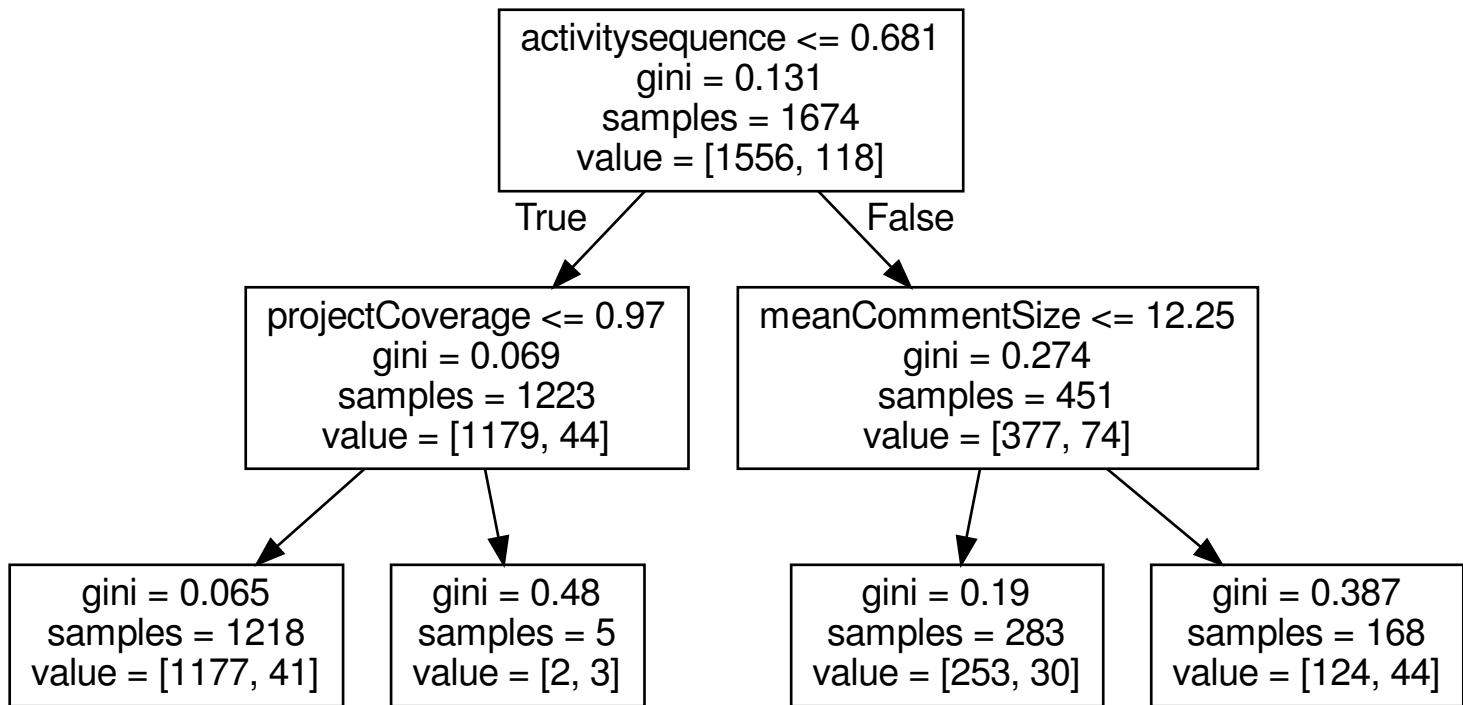 activitysequence <= 0.681
gini = 0.131
samples = 1674
value = [1556, 118]
True
False
projectCoverage <= 0.97
gini = 0.069
samples = 1223
value = [1179, 44]
meanCommentSize <= 12.25
gini = 0.274
samples = 451
value = [377, 74]
gini = 0.065
samples = 1218
value = [1177, 41]
gini = 0.48
samples = 5
value = [2, 3]
gini = 0.19
samples = 283
value = [253, 30]
gini = 0.387
samples = 168
value = [124, 44]